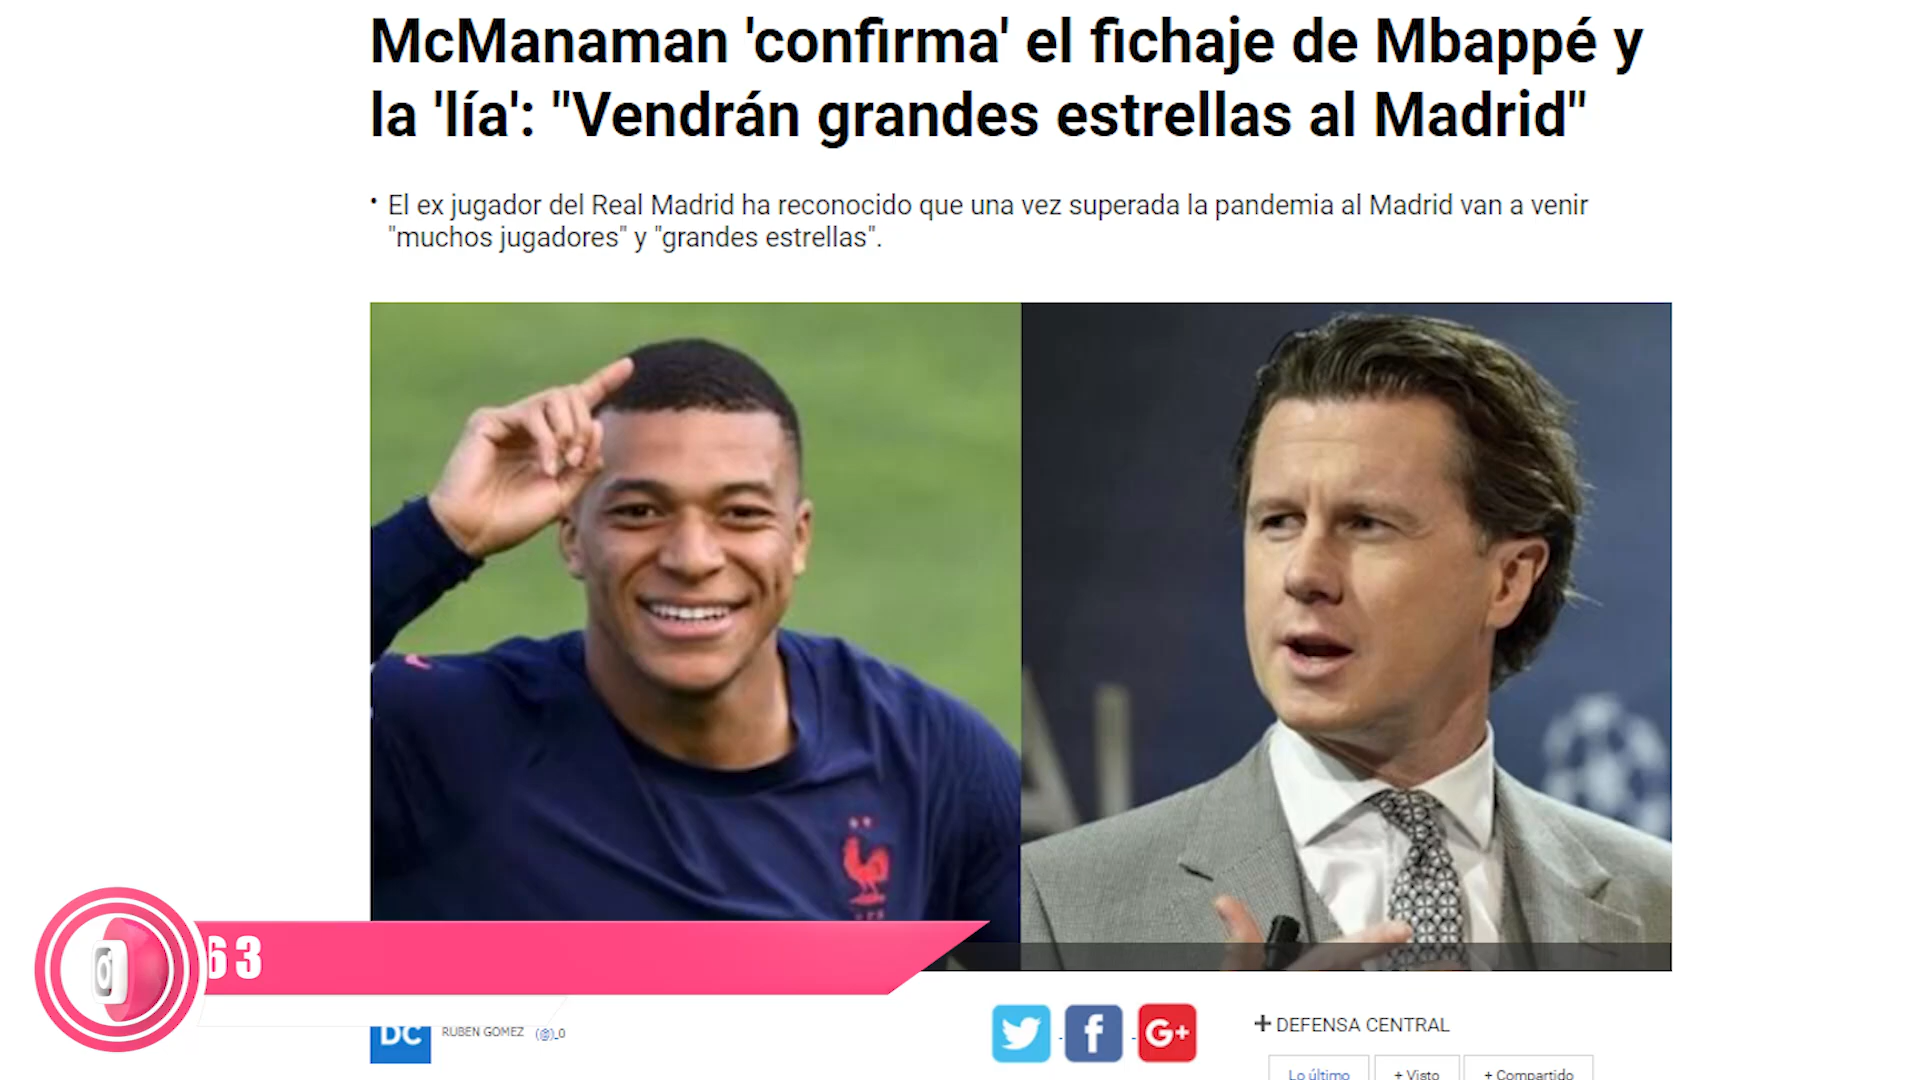 McManaman 'confirma' el fichaje de Mbappé y
la 'lía': "Vendrán grandes estrellas al Madrid"
• El ex jugador del Real Madrid ha reconocido que una vez superada la pandemia al Madrid van a venir
"muchos jugadores" y "grandes estrellas".
63
DC RUBEN GOMEZ (@) 0
G+
+ DEFENSA CENTRAL
Lo último + Visto + Compartido